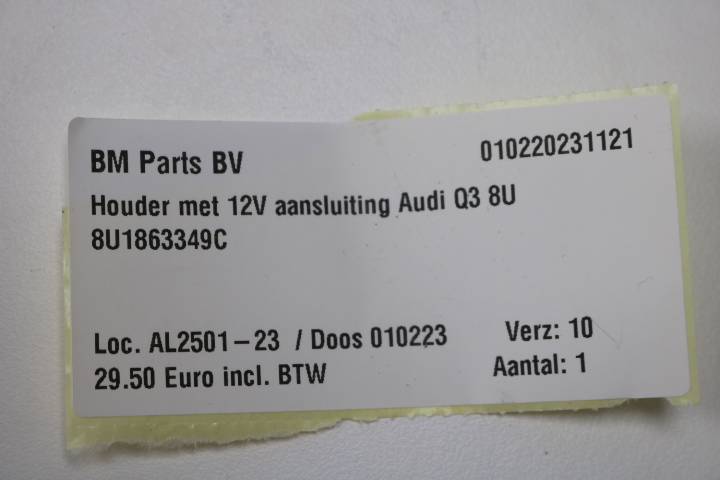 BM Parts BV 010220231121
Houder met 12V aansluiting Audi Q3 8U
8U1863349C
Loc. AL2501-23 / Doos 010223 Verz: 10
29.50 Euro incl. BTW Aantal: 1